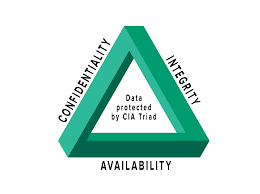 CONFIDENTIALITY
INTEGRITY
Data
protected
by CIA Triad
AVAILABILITY